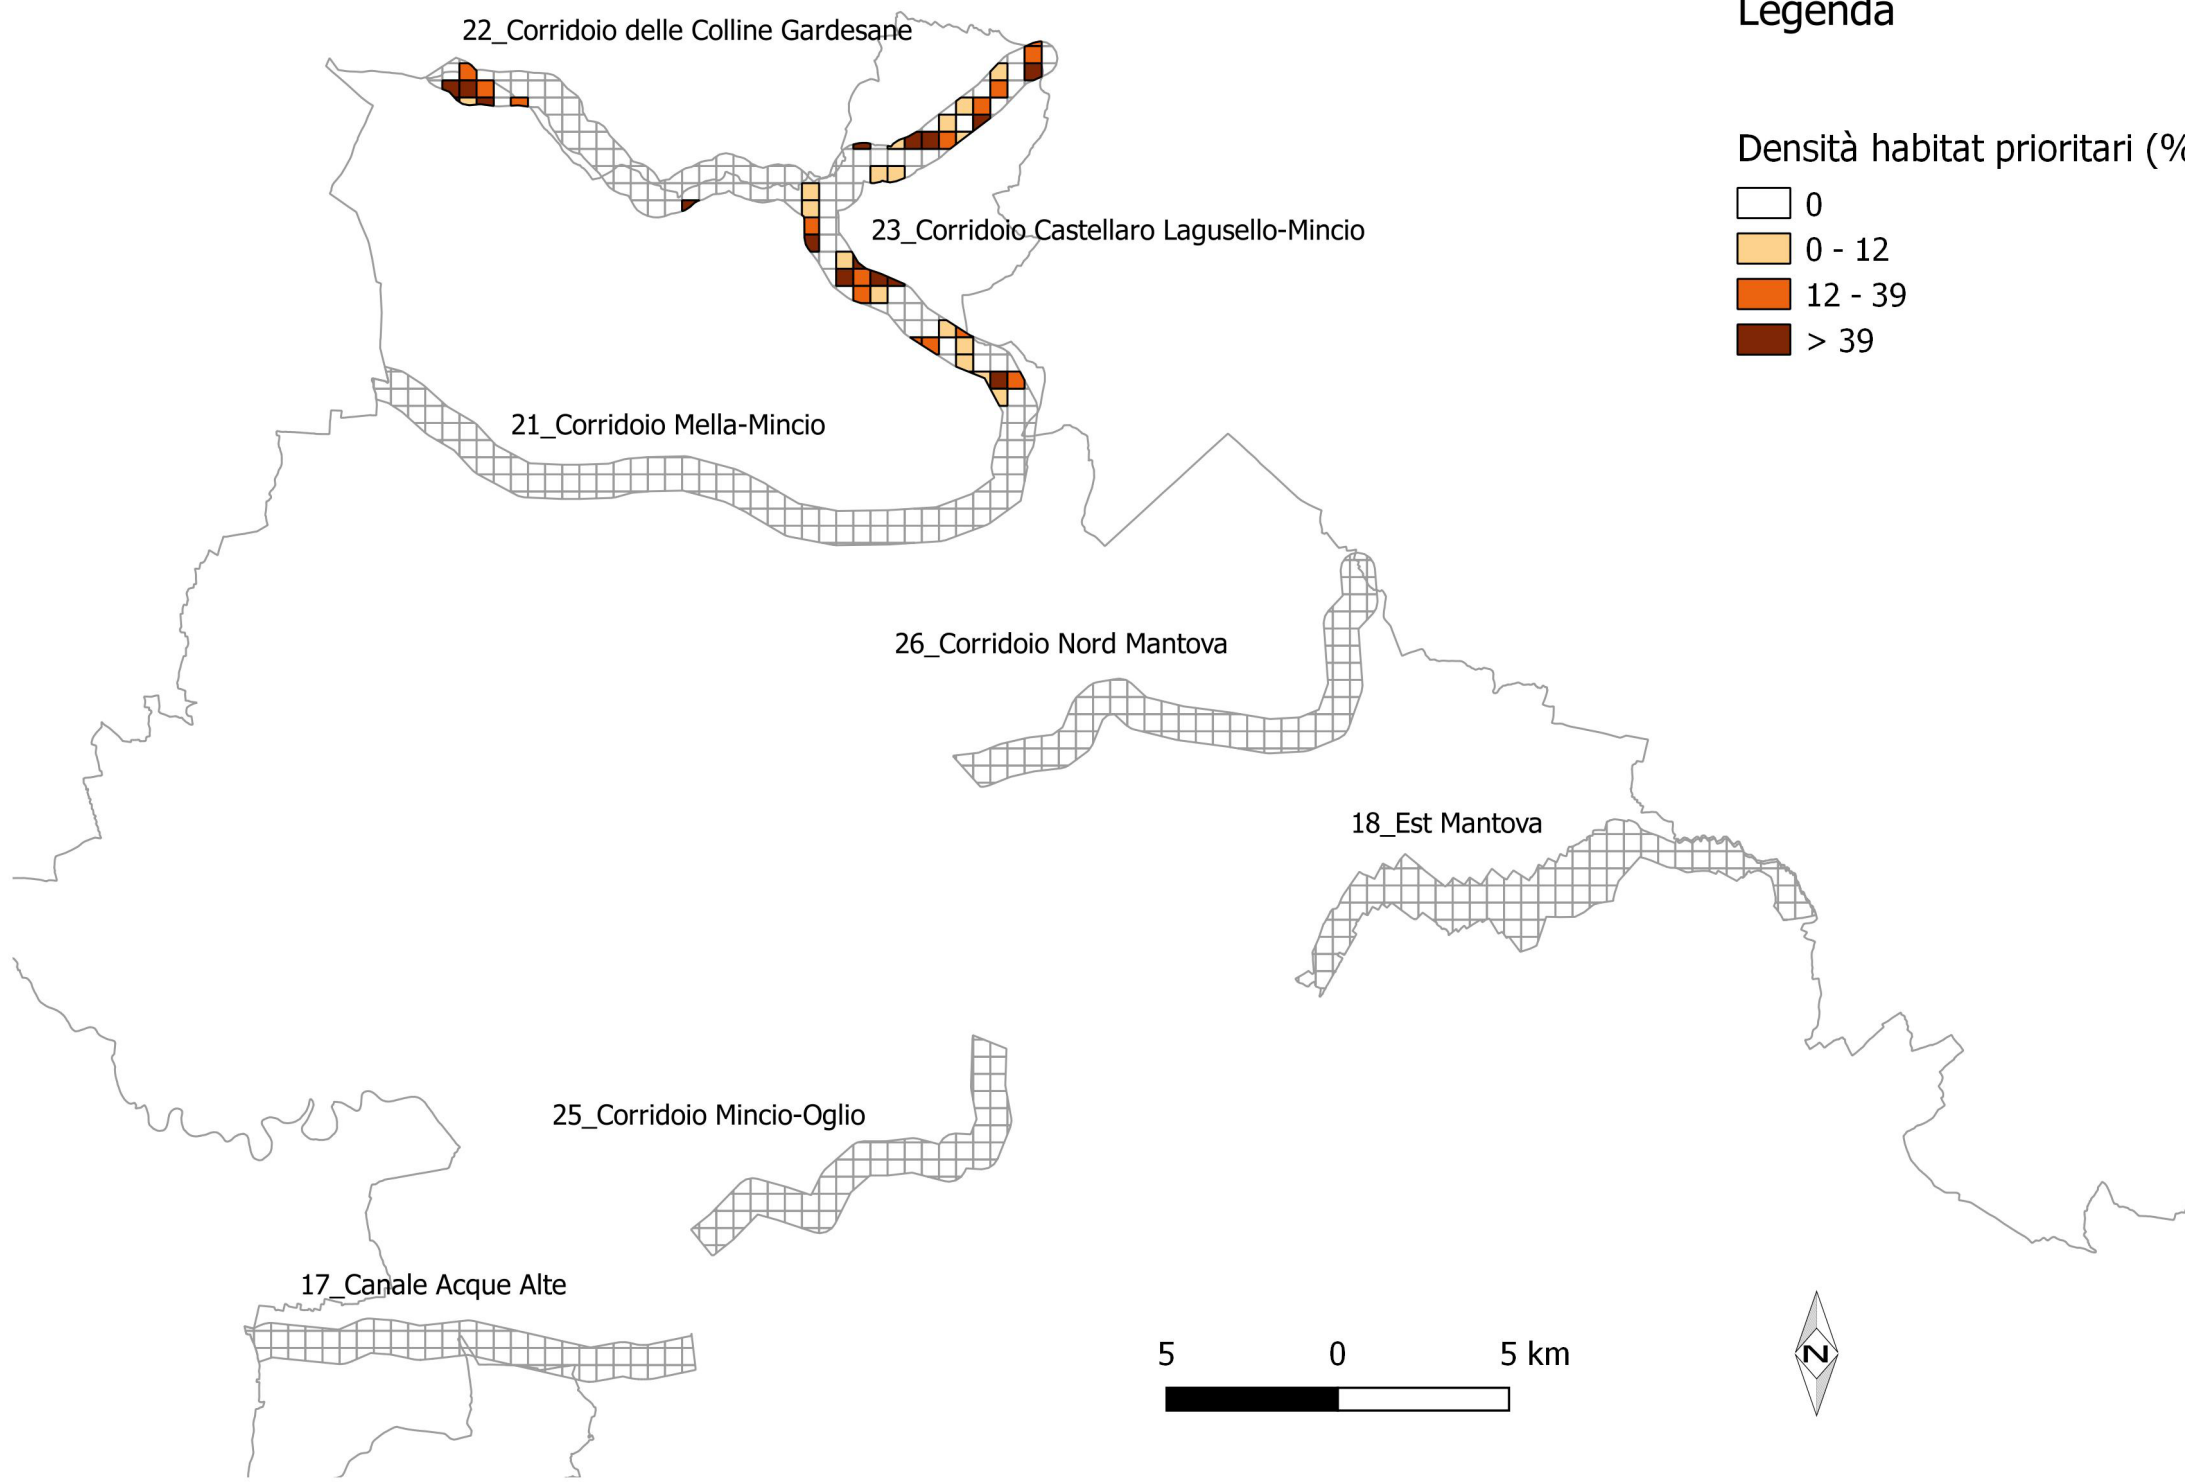 Legenda
22_Corridoio delle Colline Gardesane
Densità habitat prioritari (%
0
0 - 12
12 - 39
> 39
23_Corridoio Castellaro Lagusello-Mincio
21_Corridoio Mella-Mincio
26_Corridoio Nord Mantova
18_Est Mantova
25_Corridoio Mincio-Oglio
17_Canale Acque Alte
5 0 5 km
N